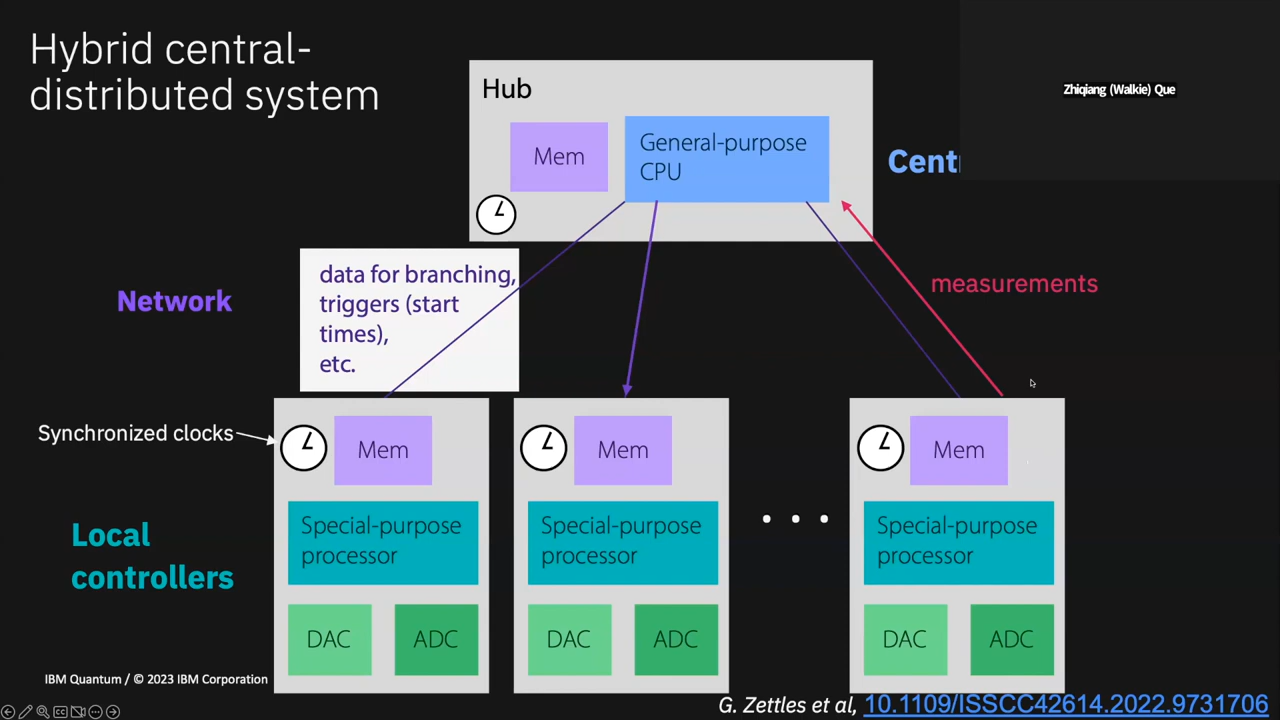 Hybrid central-
distributed system
Zhiqiang (Walkie) Que
Hub
Mem
General-purpose
CPU
Network
data for branching,
triggers (start
times),
etc.
measurements
Synchronized clocks
Mem
Mem
Mem
Local
controllers
Special-purpose
processor
Special-purpose
processor
. . .
Special-purpose
processor
DAC
ADC
DAC
ADC
DAC
ADC
IBM Quantum / © 2023 IBM Corporation
G. Zettles et al, 10.1109/ISSCC42614.2022.9731706